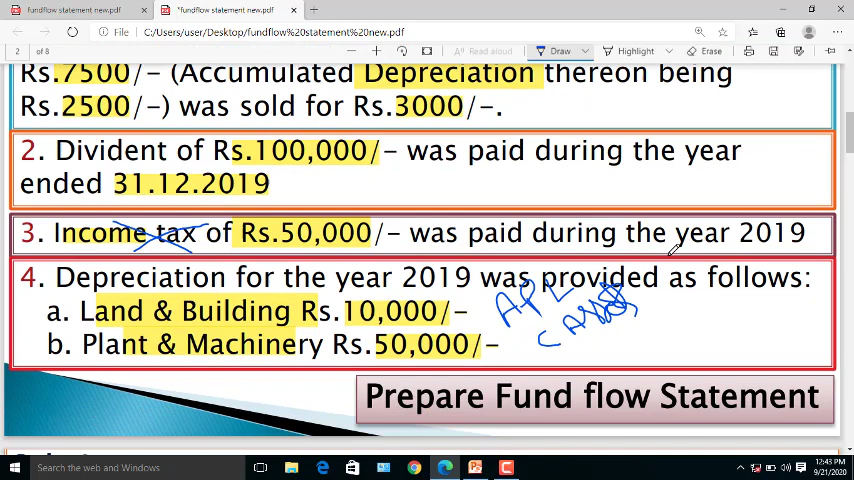 fundflow statement new.pdf
*fundflow statement new.pdf
File
C:/Users/user/Desktop/fundflow%20statement%20new.pdf
2 of 8
Read aloud
Draw
Highlight
Erase
Rs.7500/- (Accumulated Depreciation thereon being
Rs.2500/-) was sold for Rs.3000/-.
2. Divident of Rs.100,000/- was paid during the year
ended 31.12.2019
3. Income tax of Rs.50,000/- was paid during the year 2019
4. Depreciation for the year 2019 was provided as follows:
a. Land & Building Rs.10,000/-
b. Plant & Machinery Rs.50,000/-
APL
Prepare Fund flow Statement
Search the web and Windows
12:43 PM
9/21/2020